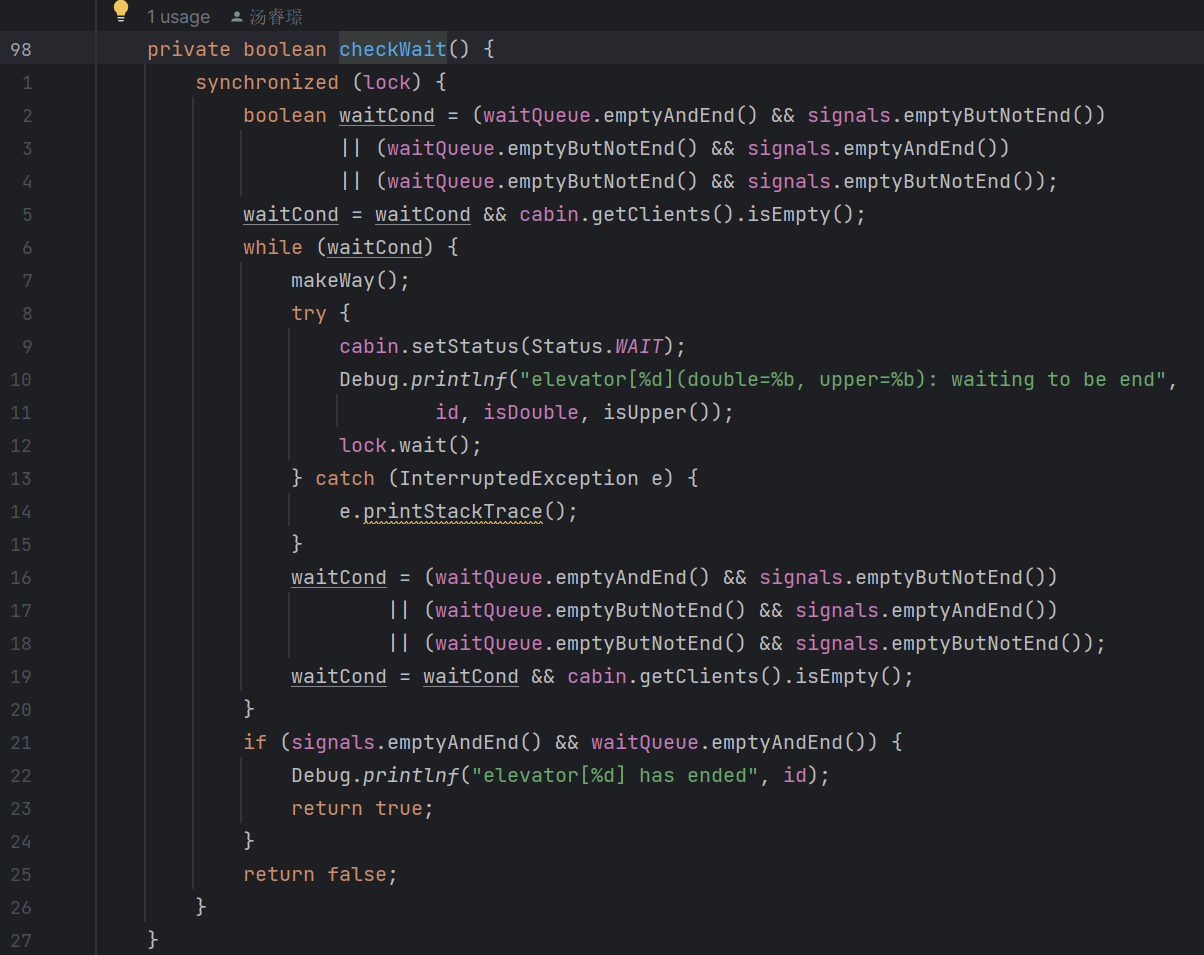 1 usage 汤睿璟
98 private boolean checkWait() {
1 synchronized (lock) {
2 boolean waitCond = (waitQueue.emptyAndEnd() && signals.emptyButNotEnd())
3 || (waitQueue.emptyButNotEnd() && signals.emptyAndEnd())
4 || (waitQueue.emptyButNotEnd() && signals.emptyButNotEnd());
5 waitCond = waitCond && cabin.getClients().isEmpty();
6 while (waitCond) {
7 makeWay();
8 try {
9 cabin.setStatus(Status.WAIT);
10 Debug.printlnf("elevator[%d](double=%b, upper=%b): waiting to be end",
11 id, isDouble, isUpper());
12 lock.wait();
13 } catch (InterruptedException e) {
14 e.printStackTrace();
15 }
16 waitCond = (waitQueue.emptyAndEnd() && signals.emptyButNotEnd())
17 || (waitQueue.emptyButNotEnd() && signals.emptyAndEnd())
18 || (waitQueue.emptyButNotEnd() && signals.emptyButNotEnd());
19 waitCond = waitCond && cabin.getClients().isEmpty();
20 }
21 if (signals.emptyAndEnd() && waitQueue.emptyAndEnd()) {
22 Debug.printlnf("elevator[%d] has ended", id);
23 return true;
24 }
25 return false;
26 }
27 }